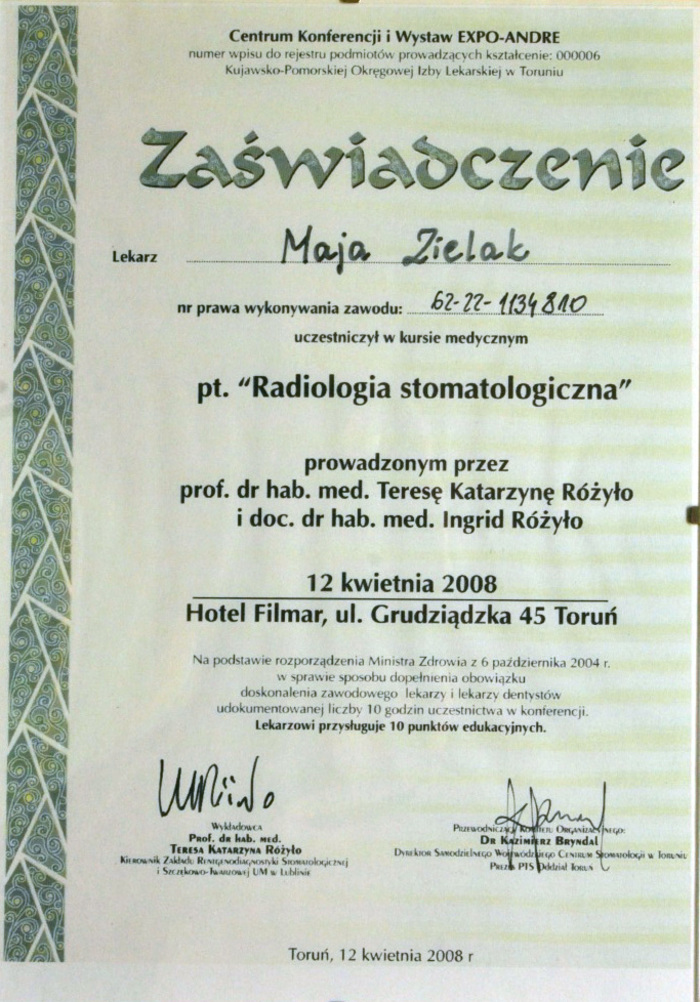 Centrum Konferencji i Wystaw EXPO-ANDRE
numer wpisu do rejestru podmiotów prowadzących kształcenie: 000006
Kujawsko-Pomorskiej Okręgowej Izby Lekarskiej w Toruniu
Zaświadczenie
Lekarz Maja Zielak
nr prawa wykonywania zawodu: 62-22-1134810
uczestniczył w kursie medycznym
pt. “Radiologia stomatologiczna”
prowadzonym przez
prof. dr hab. med. Teresę Katarzynę Różyło
i doc. dr hab. med. Ingrid Różyło
12 kwietnia 2008
Hotel Filmar, ul. Grudziądzka 45 Toruń
Na podstawie rozporządzenia Ministra Zdrowia z 6 października 2004 r.
w sprawie sposobu dopełnienia obowiązku
doskonalenia zawodowego lekarzy i lekarzy dentystów
udokumentowanej liczby 10 godzin uczestnictwa w konferencji.
Lekarzowi przysługuje 10 punktów edukacyjnych.
Wykładowca
Prof. dr hab. med.
Teresa Katarzyna Różyło
Kierownik Zakładu Rentgenodiagnostyki Stomatologicznej
i Szczękowo-Twarzowej UM w Lublinie
Przewodniczący Komitetu Organizacyjnego:
Dr Kazimierz Bryndal
Dyrektor Samodzielnego Wojewódzkiego Centrum Stomatologii w Toruniu
Prezes PTS Oddział Toruń
Toruń, 12 kwietnia 2008 r